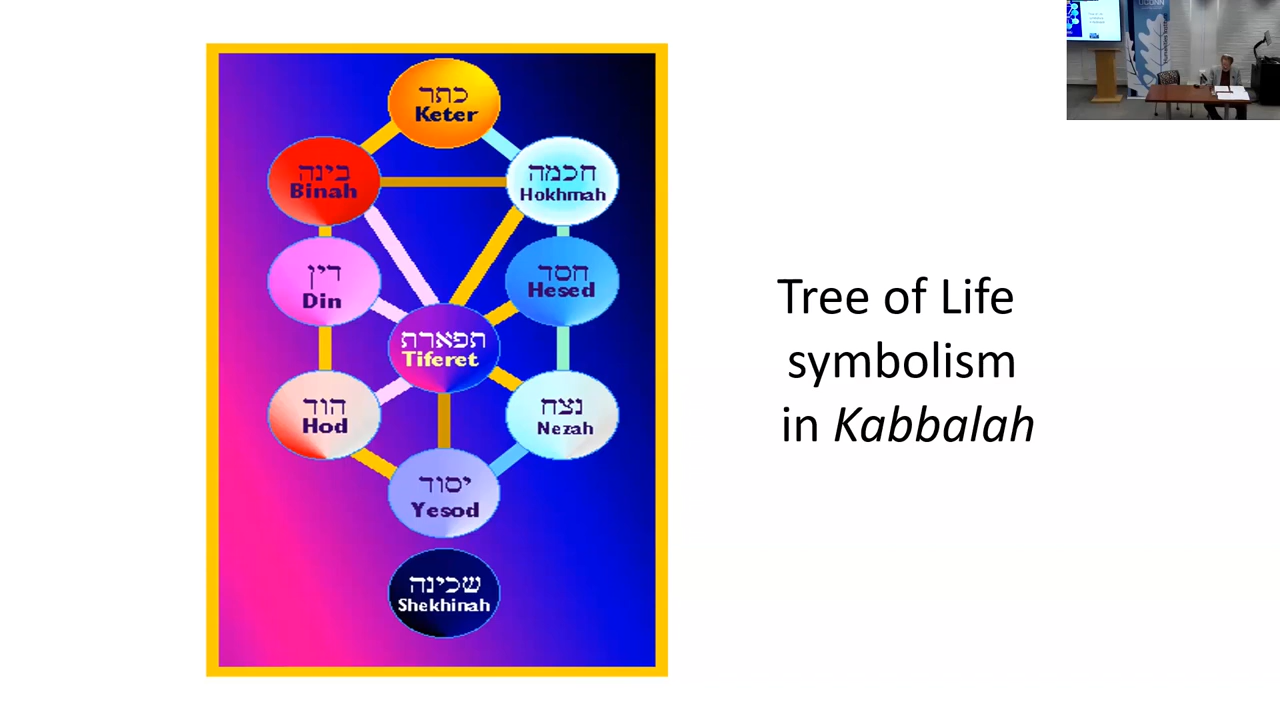 כתר
Keter
בינה
Binah
חכמה
Hokhmah
דין
Din
חסד
Hesed
תפארת
Tiferet
הוד
Hod
נצח
Nezah
יסוד
Yesod
שכינה
Shekhinah
Tree of Life
symbolism
in Kabbalah
UCONN